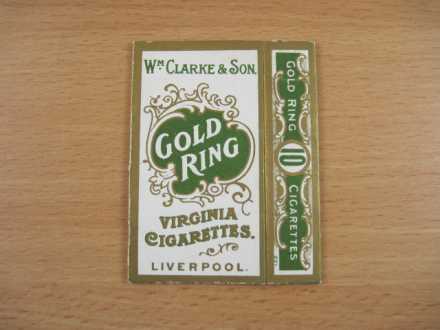 WM. CLARKE & SON.
GOLD
RING
VIRGINIA
CIGARETTES.
LIVERPOOL.
GOLD RING
10
CIGARETTES